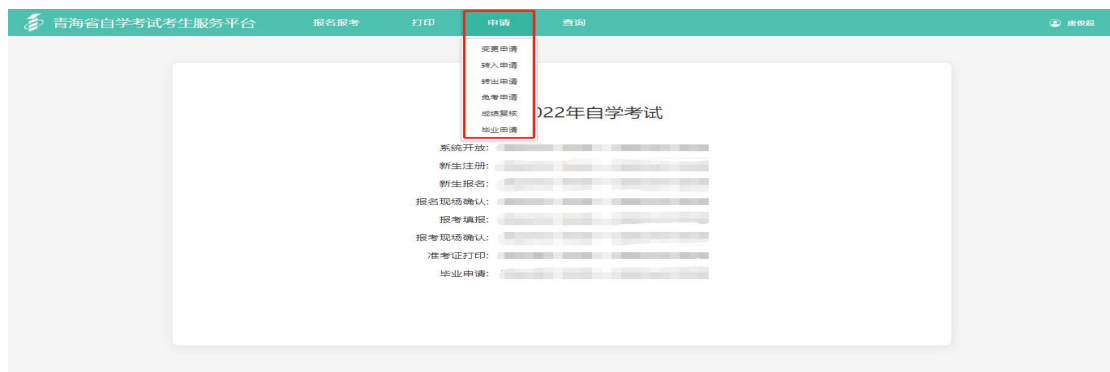 青海省自学考试考生服务平台 报名报考 打印 申请 查询
变更申请
转入申请
转出申请
免考申请
成绩复核
毕业申请
022年自学考试
系统开放:
新生注册:
新生报名:
报名现场确认:
报考填报:
报考现场确认:
准考证打印:
毕业申请: